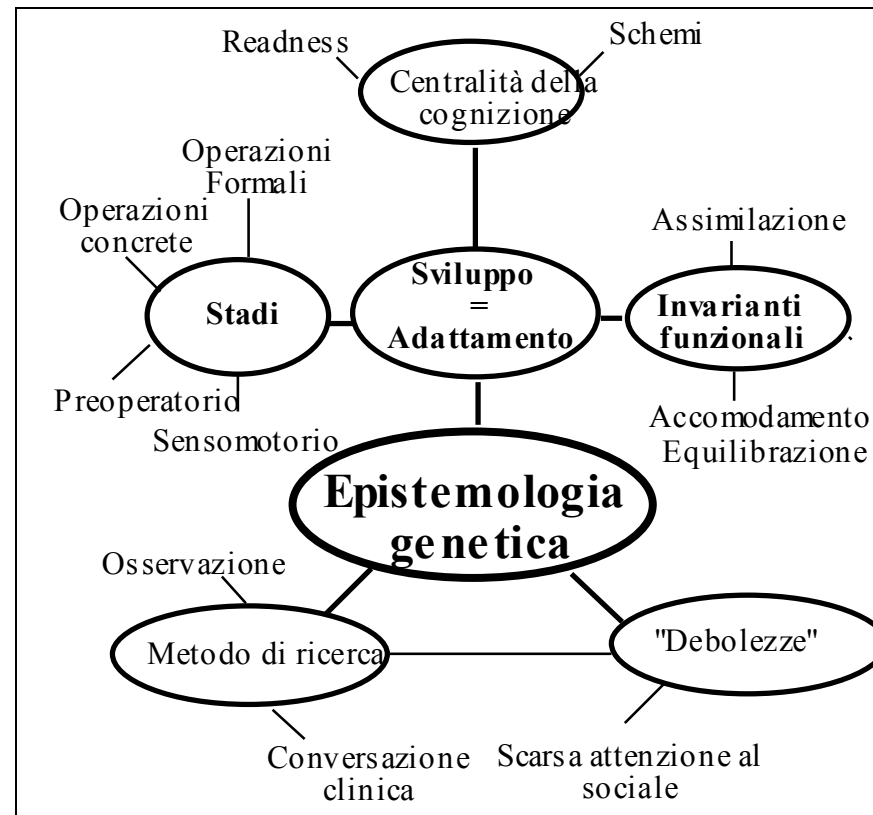 Readness
Schemi
Centralità della
cognizione
Operazioni
Formali
Operazioni
concrete
Assimilazione
Stadi
Sviluppo
=
Adattamento
Invarianti
funzionali
Preoperatorio
Sensomotorio
Accomodamento
Equilibrazione
Epistemologia
genetica
Osservazione
Metodo di ricerca
"Debolezze"
Conversazione
clinica
Scarsa attenzione al
sociale